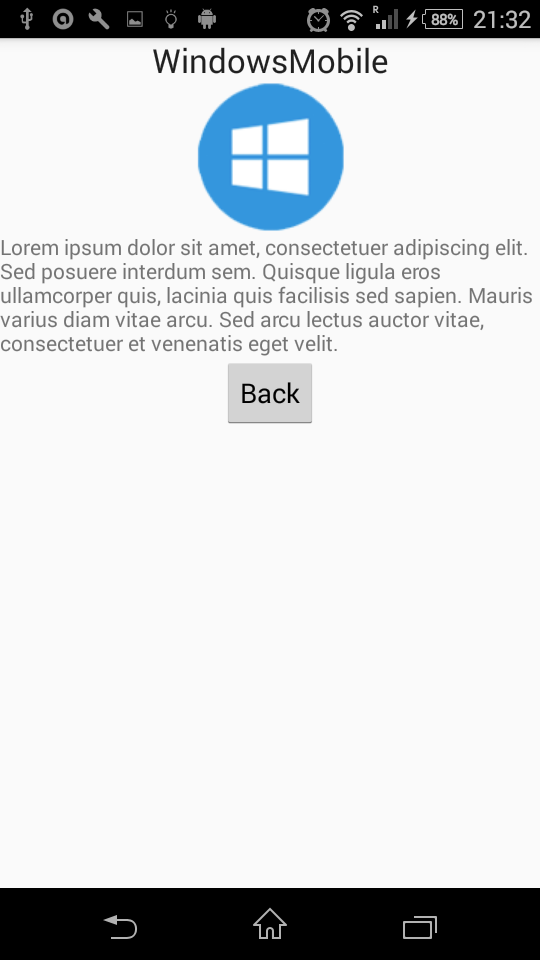 R 88% 21:32
WindowsMobile
Lorem ipsum dolor sit amet, consectetuer adipiscing elit.
Sed posuere interdum sem. Quisque ligula eros
ullamcorper quis, lacinia quis facilisis sed sapien. Mauris
varius diam vitae arcu. Sed arcu lectus auctor vitae,
consectetuer et venenatis eget velit.
Back